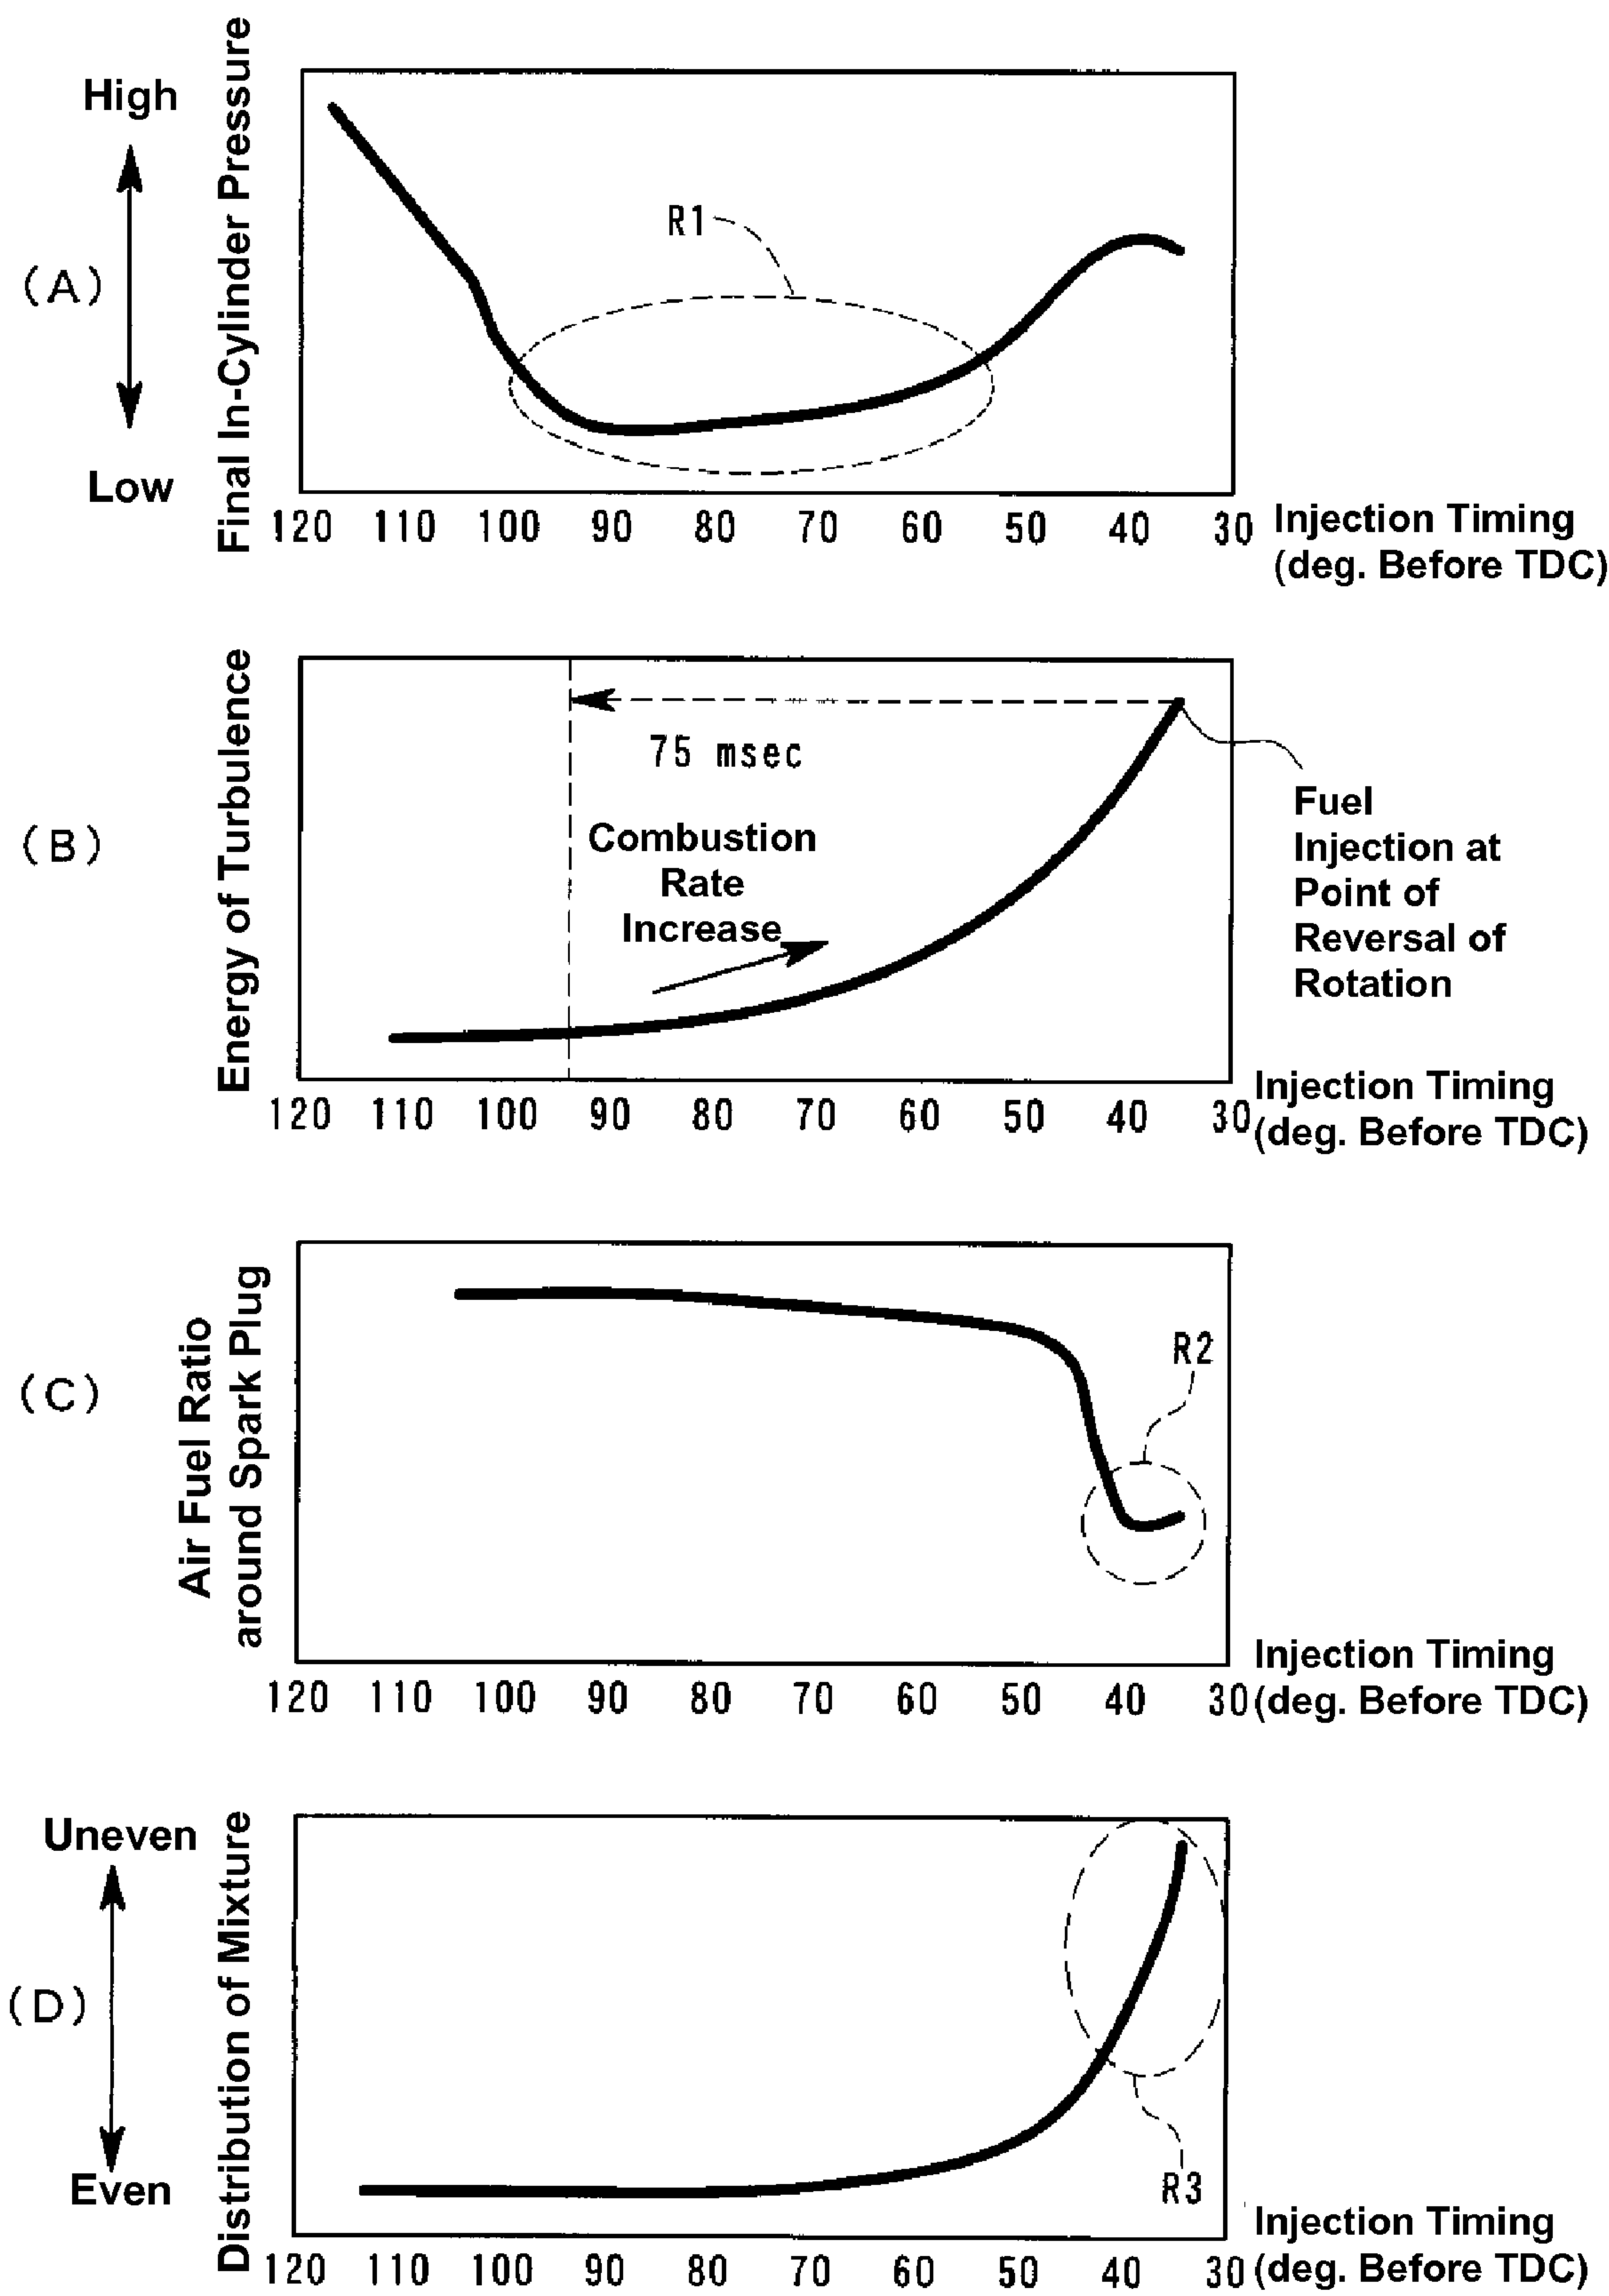 High
(A)
Low
Final In-Cylinder Pressure
R1
120 110 100 90 80 70 60 50 40 30
Injection Timing
(deg. Before TDC)
(B)
Energy of Turbulence
75 msec
Combustion
Rate
Increase
Fuel
Injection at
Point of
Reversal of
Rotation
120 110 100 90 80 70 60 50 40 30
Injection Timing
(deg. Before TDC)
(C)
Air Fuel Ratio
around Spark Plug
R2
120 110 100 90 80 70 60 50 40 30
Injection Timing
(deg. Before TDC)
Uneven
(D)
Even
Distribution of Mixture
R3
120 110 100 90 80 70 60 50 40 30
Injection Timing
(deg. Before TDC)